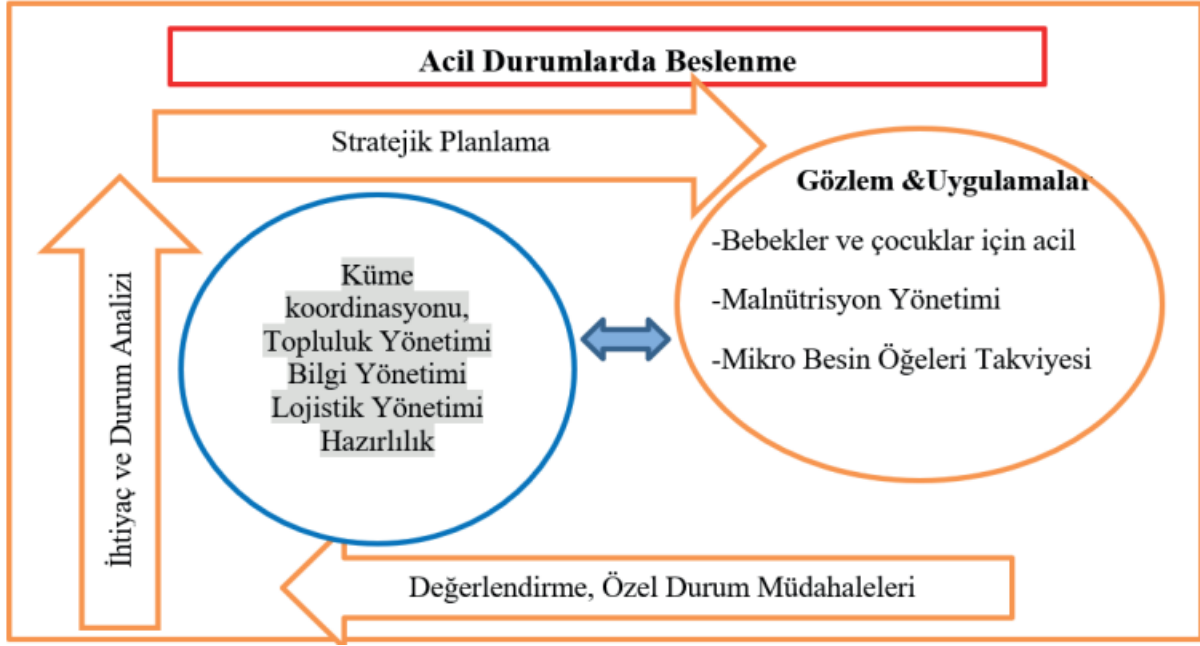 Acil Durumlarda Beslenme
Stratejik Planlama
Gözlem &Uygulamalar
-Bebekler ve çocuklar için acil
-Malnütrisyon Yönetimi
-Mikro Besin Öğeleri Takviyesi
Küme
koordinasyonu,
Topluluk Yönetimi
Bilgi Yönetimi
Lojistik Yönetimi
Hazırlılık
İhtiyaç ve Durum Analizi
Değerlendirme, Özel Durum Müdahaleleri